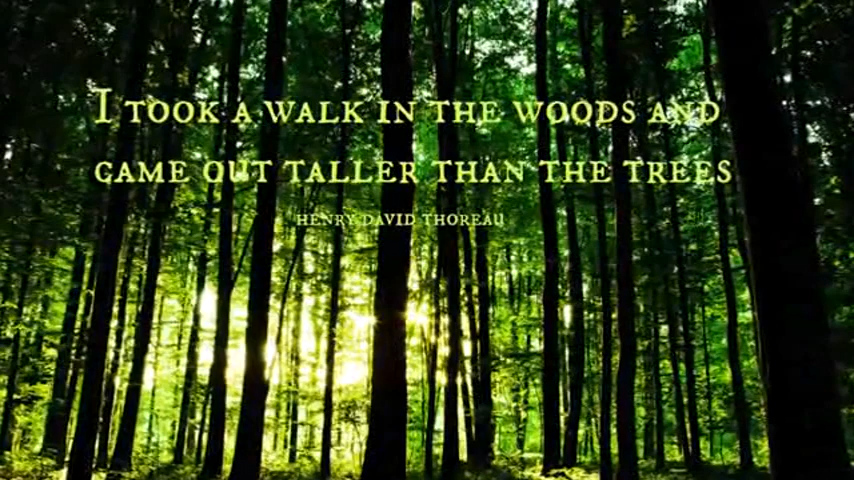 I TOOK A WALK IN THE WOODS AND
CAME OUT TALLER THAN THE TREES
HENRY DAVID THOREAU